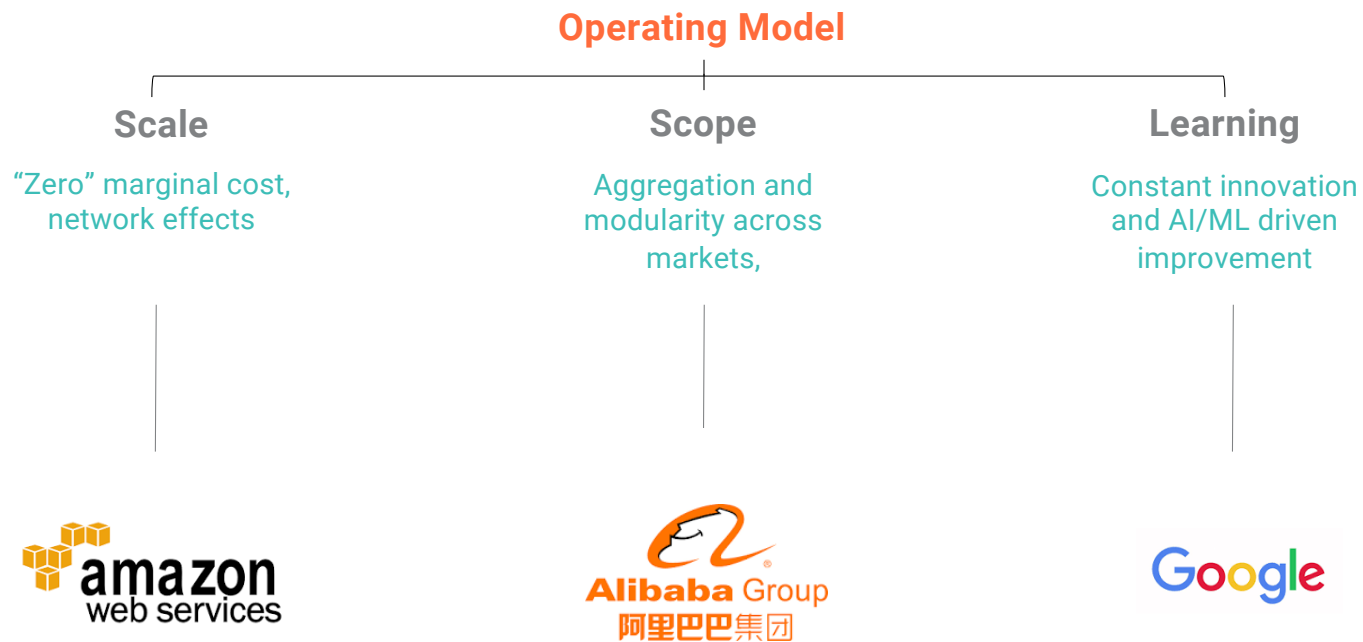 Operating Model
Scale
“Zero” marginal cost,
network effects
Scope
Aggregation and
modularity across
markets,
Learning
Constant innovation
and AI/ML driven
improvement
amazon
web services
Alibaba Group
阿里巴巴集团
Google